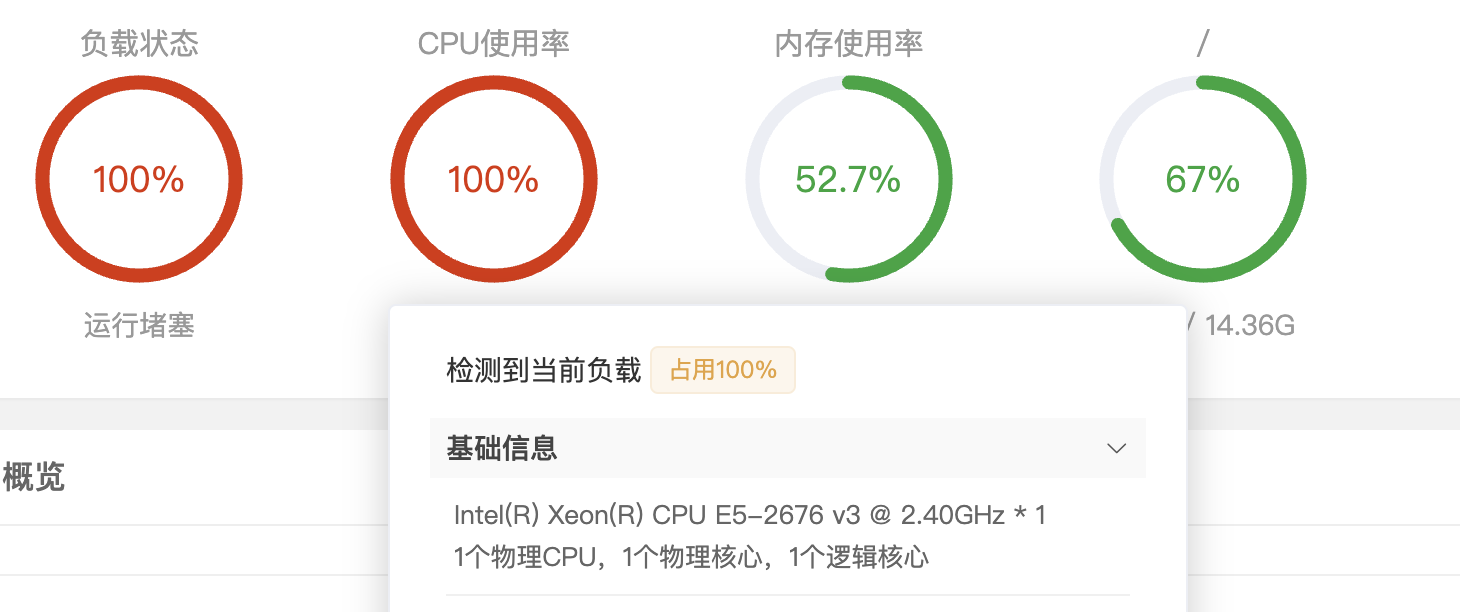 负载状态
CPU使用率
内存使用率
/
100%
100%
52.7%
67%
运行堵塞
/ 14.36G
检测到当前负载 占用100%
基础信息
概览
Intel(R) Xeon(R) CPU E5-2676 v3 @ 2.40GHz * 1
1个物理CPU，1个物理核心，1个逻辑核心